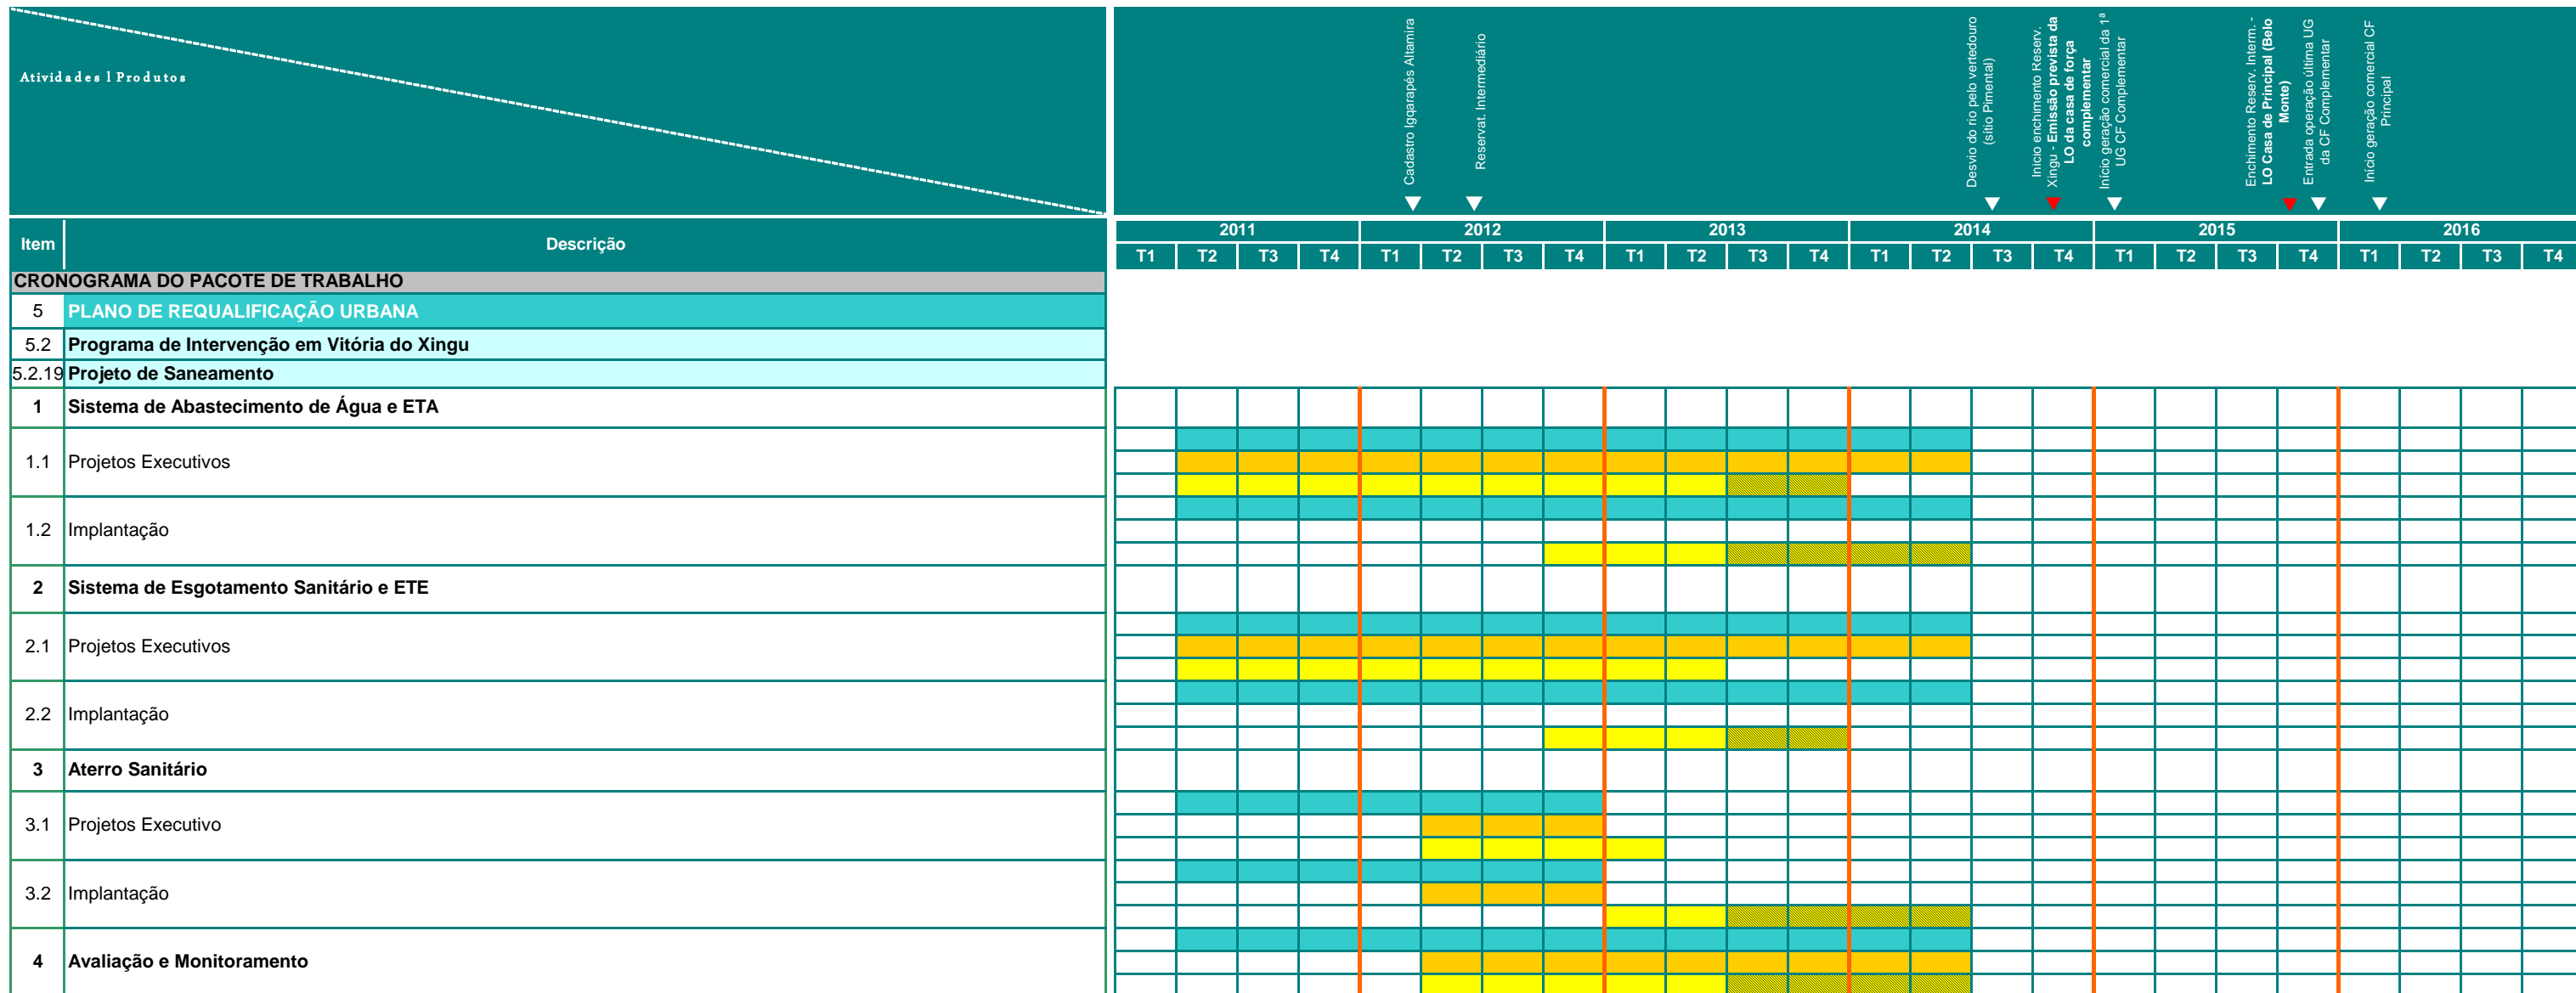 Atividades l Produtos
Cadastro Igqarapés Altamira
Reservat. Intermediário
Desvio do rio pelo vertedouro
(sítio Pimental)
Início enchimento Reserv.
Xingu - Emissão prevista da
LO da casa de força
complementar
Início geração comercial da 1ª
UG CF Complementar
Enchimento Reserv. Interm. -
LO Casa de Principal (Belo
Monte)
Entrada operação última UG
da CF Complementar
Início geração comercial CF
Principal
Item Descrição
2011 2012 2013 2014 2015 2016
T1 T2 T3 T4 T1 T2 T3 T4 T1 T2 T3 T4 T1 T2 T3 T4 T1 T2 T3 T4 T1 T2 T3 T4
CRONOGRAMA DO PACOTE DE TRABALHO
5 PLANO DE REQUALIFICAÇÃO URBANA
5.2 Programa de Intervenção em Vitória do Xingu
5.2.19 Projeto de Saneamento
1 Sistema de Abastecimento de Água e ETA
1.1 Projetos Executivos
1.2 Implantação
2 Sistema de Esgotamento Sanitário e ETE
2.1 Projetos Executivos
2.2 Implantação
3 Aterro Sanitário
3.1 Projetos Executivo
3.2 Implantação
4 Avaliação e Monitoramento